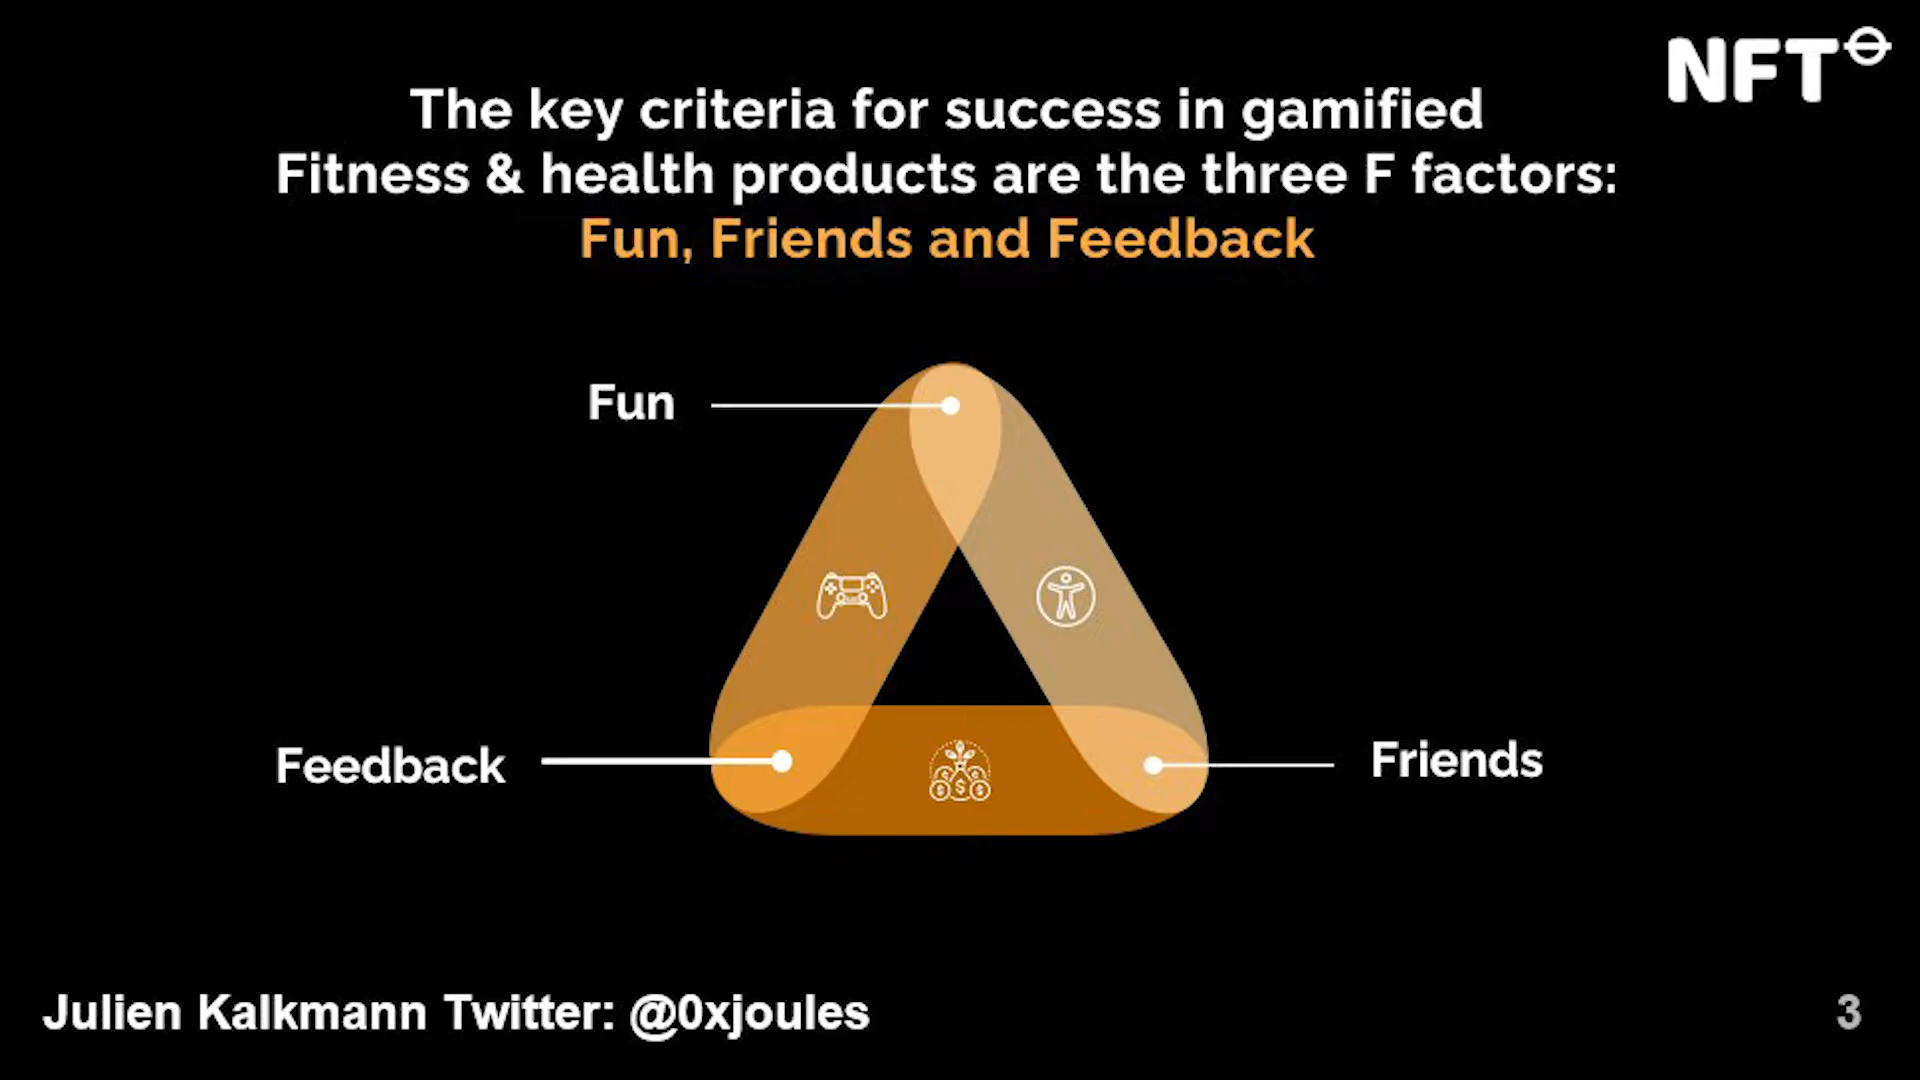 NFT
The key criteria for success in gamified
Fitness & health products are the three F factors:
Fun, Friends and Feedback
Fun
Feedback
Friends
Julien Kalkmann Twitter: @0xjoules
3